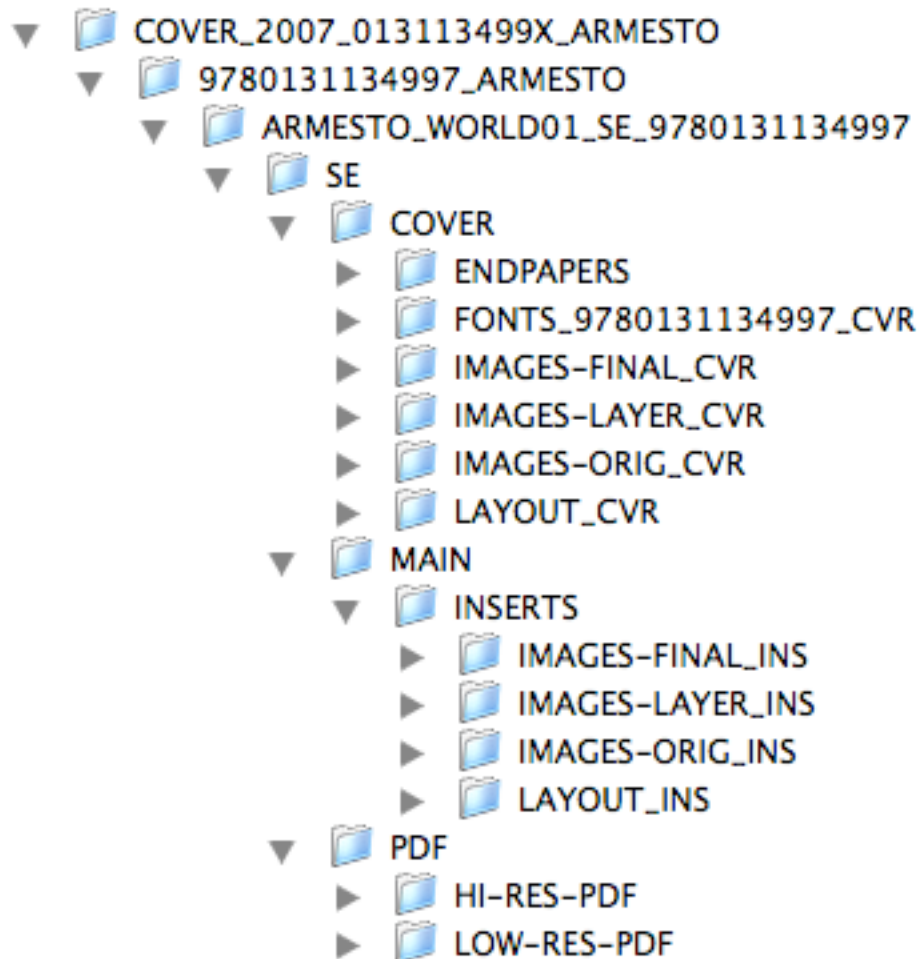 COVER_2007_013113499X_ARMESTO
9780131134997_ARMESTO
ARMESTO_WORLD01_SE_9780131134997
SE
COVER
ENDPAPERS
FONTS_9780131134997_CVR
IMAGES-FINAL_CVR
IMAGES-LAYER_CVR
IMAGES-ORIG_CVR
LAYOUT_CVR
MAIN
INSERTS
IMAGES-FINAL_INS
IMAGES-LAYER_INS
IMAGES-ORIG_INS
LAYOUT_INS
PDF
HI-RES-PDF
LOW-RES-PDF